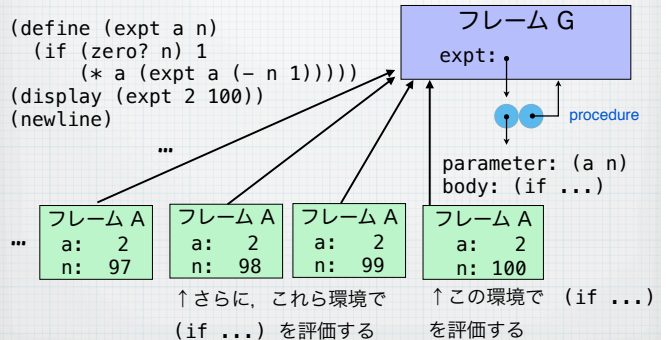 (define (expt a n)
(if (zero? n) 1
(* a (expt a (- n 1)))))
(display (expt 2 100))
(newline)
フレーム G
expt:
procedure
parameter: (a n)
body: (if ...)
…
…
フレーム A
a: 2
n: 97
フレーム A
a: 2
n: 98
フレーム A
a: 2
n: 99
フレーム A
a: 2
n: 100
↑さらに，これら環境で
(if ...) を評価する
↑この環境で (if ...)
を評価する